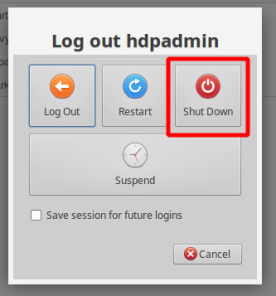 Log out hdpadmin
Log Out
Restart
Shut Down
Suspend
Save session for future logins
Cancel